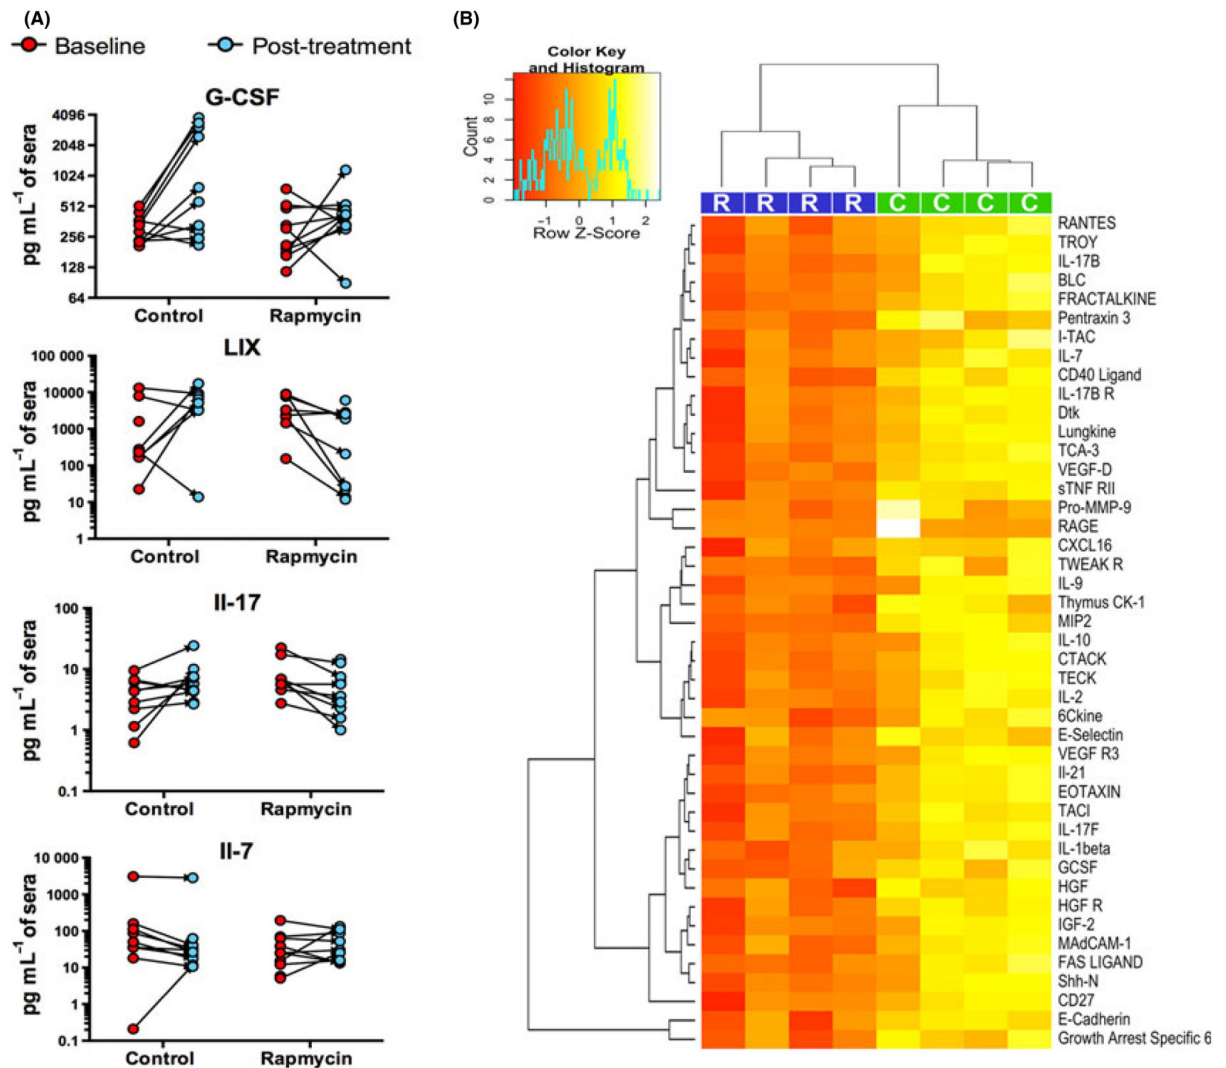 (A)
Baseline Post-treatment
G-CSF
4096
2048
1024
512
256
128
64
pg mL⁻¹ of sera
Control Rapmycin
LIX
100 000
10000
1000
100
10
1
pg mL⁻¹ of sera
Control Rapmycin
Il-17
100
10
1
0.1
pg mL⁻¹ of sera
Control Rapmycin
Il-7
10 000
1000
100
10
1
0.1
pg mL⁻¹ of sera
Control Rapmycin
(B)
Color Key
and Histogram
Count
0 2 4 6 8 10
−1 0 1 2
Row Z-Score
R R R R C C C C
RANTES
TROY
IL-17B
BLC
FRACTALKINE
Pentraxin 3
I-TAC
IL-7
CD40 Ligand
IL-17B R
Dtk
Lungkine
TCA-3
VEGF-D
sTNF RII
Pro-MMP-9
RAGE
CXCL16
TWEAK R
IL-9
Thymus CK-1
MIP2
IL-10
CTACK
TECK
IL-2
6Ckine
E-Selectin
VEGF R3
Il-21
EOTAXIN
TACI
IL-17F
IL-1beta
GCSF
HGF
HGF R
IGF-2
MAdCAM-1
FAS LIGAND
Shh-N
CD27
E-Cadherin
Growth Arrest Specific 6